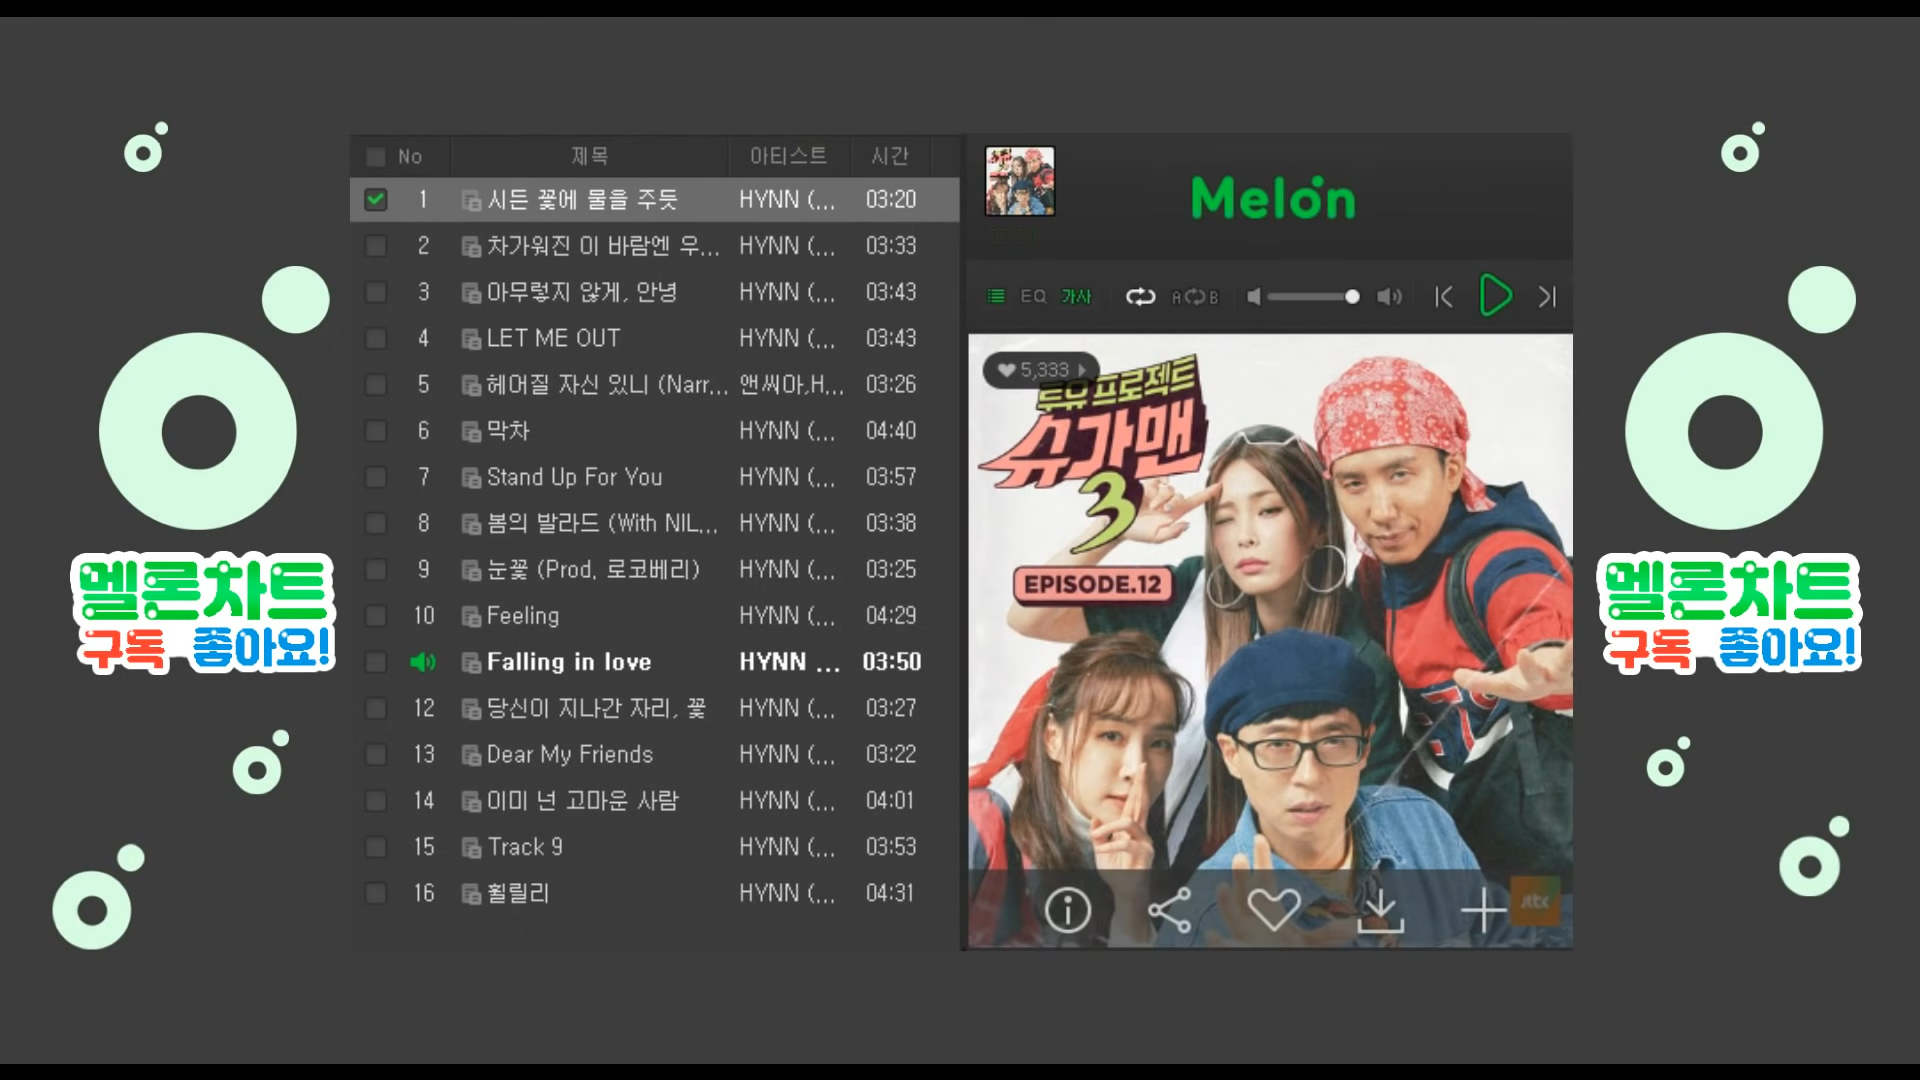 No 제목 아티스트 시간
1 시든 꽃에 물을 주듯 HYNN (... 03:20
2 차가워진 이 바람엔 우... HYNN (... 03:33
3 아무렇지 않게, 안녕 HYNN (... 03:43
4 LET ME OUT HYNN (... 03:43
5 헤어질 자신 있니 (Narr... 앤씨아,H... 03:26
6 막차 HYNN (... 04:40
7 Stand Up For You HYNN (... 03:57
8 봄의 발라드 (With NIL... HYNN (... 03:38
9 눈꽃 (Prod. 로코베리) HYNN (... 03:25
10 Feeling HYNN (... 04:29
Falling in love HYNN ... 03:50
12 당신이 지나간 자리, 꽃 HYNN (... 03:27
13 Dear My Friends HYNN (... 03:22
14 이미 넌 고마운 사람 HYNN (... 04:01
15 Track 9 HYNN (... 03:53
16 휠릴리 HYNN (... 04:31
Melon
EQ 가사 A B
5,333
투유 프로젝트
슈가맨
3
EPISODE.12
jtbc
멜론차트
구독 좋아요!
멜론차트
구독 좋아요!